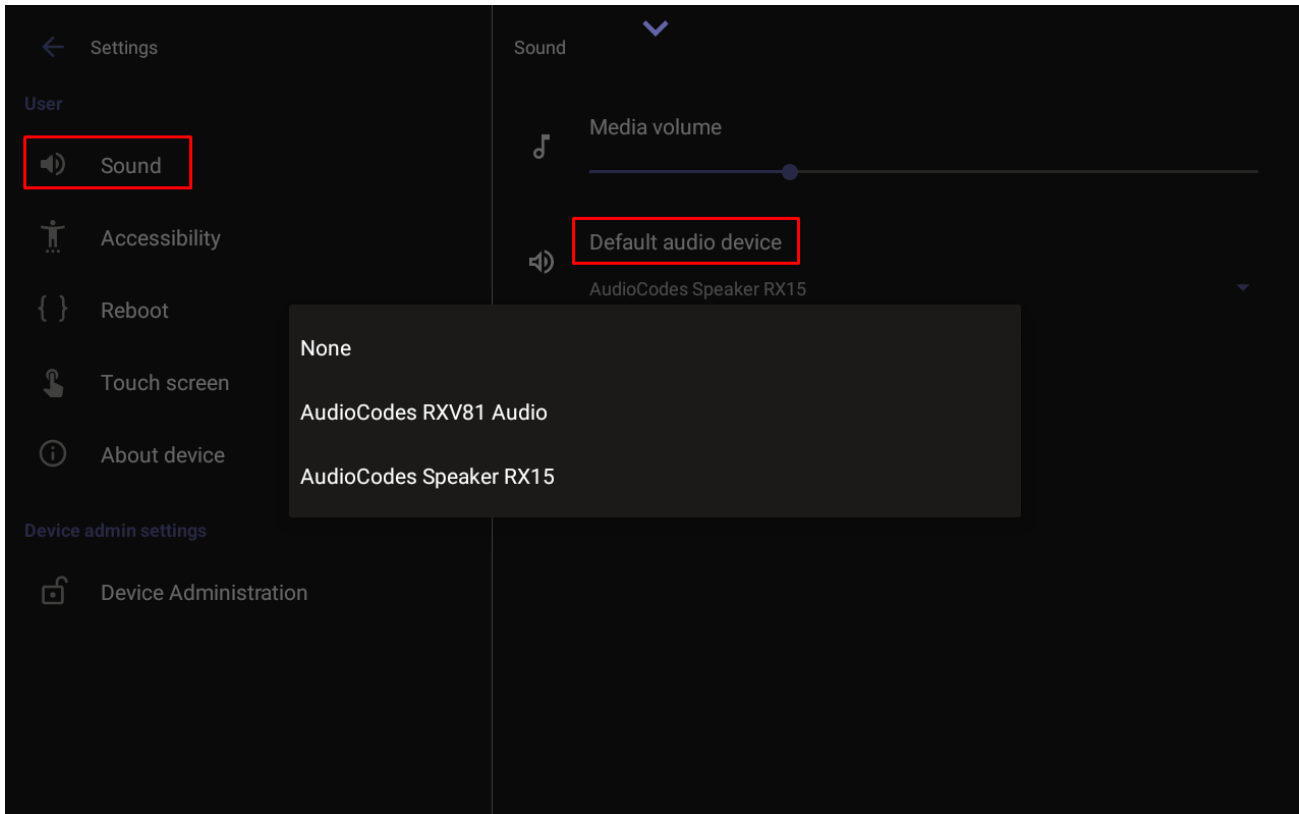 Settings
User
Sound
Accessibility
Reboot
Touch screen
About device
Device admin settings
Device Administration
Sound
Media volume
Default audio device
AudioCodes Speaker RX15
None
AudioCodes RXV81 Audio
AudioCodes Speaker RX15